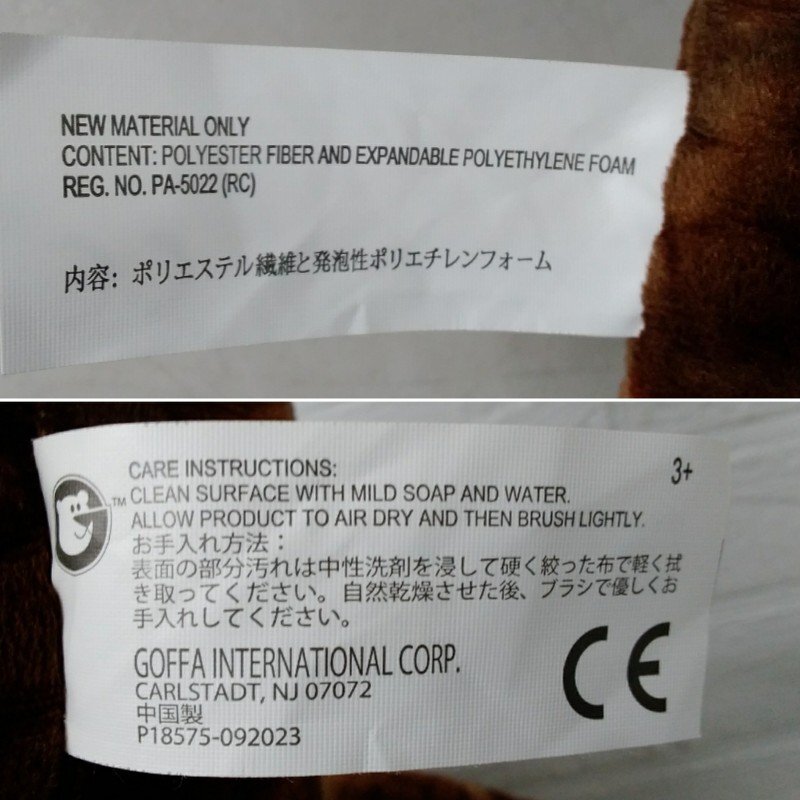 NEW MATERIAL ONLY
CONTENT: POLYESTER FIBER AND EXPANDABLE POLYETHYLENE FOAM
REG. NO. PA-5022 (RC)
内容: ポリエステル繊維と発泡性ポリエチレンフォーム
CARE INSTRUCTIONS:
3+
™
CLEAN SURFACE WITH MILD SOAP AND WATER.
ALLOW PRODUCT TO AIR DRY AND THEN BRUSH LIGHTLY.
お手入れ方法：
表面の部分汚れは中性洗剤を浸して硬く絞った布で軽く拭
き取ってください。自然乾燥させた後、ブラシで優しくお
手入れしてください。
GOFFA INTERNATIONAL CORP.
CARLSTADT, NJ 07072
中国製
P18575-092023
CE